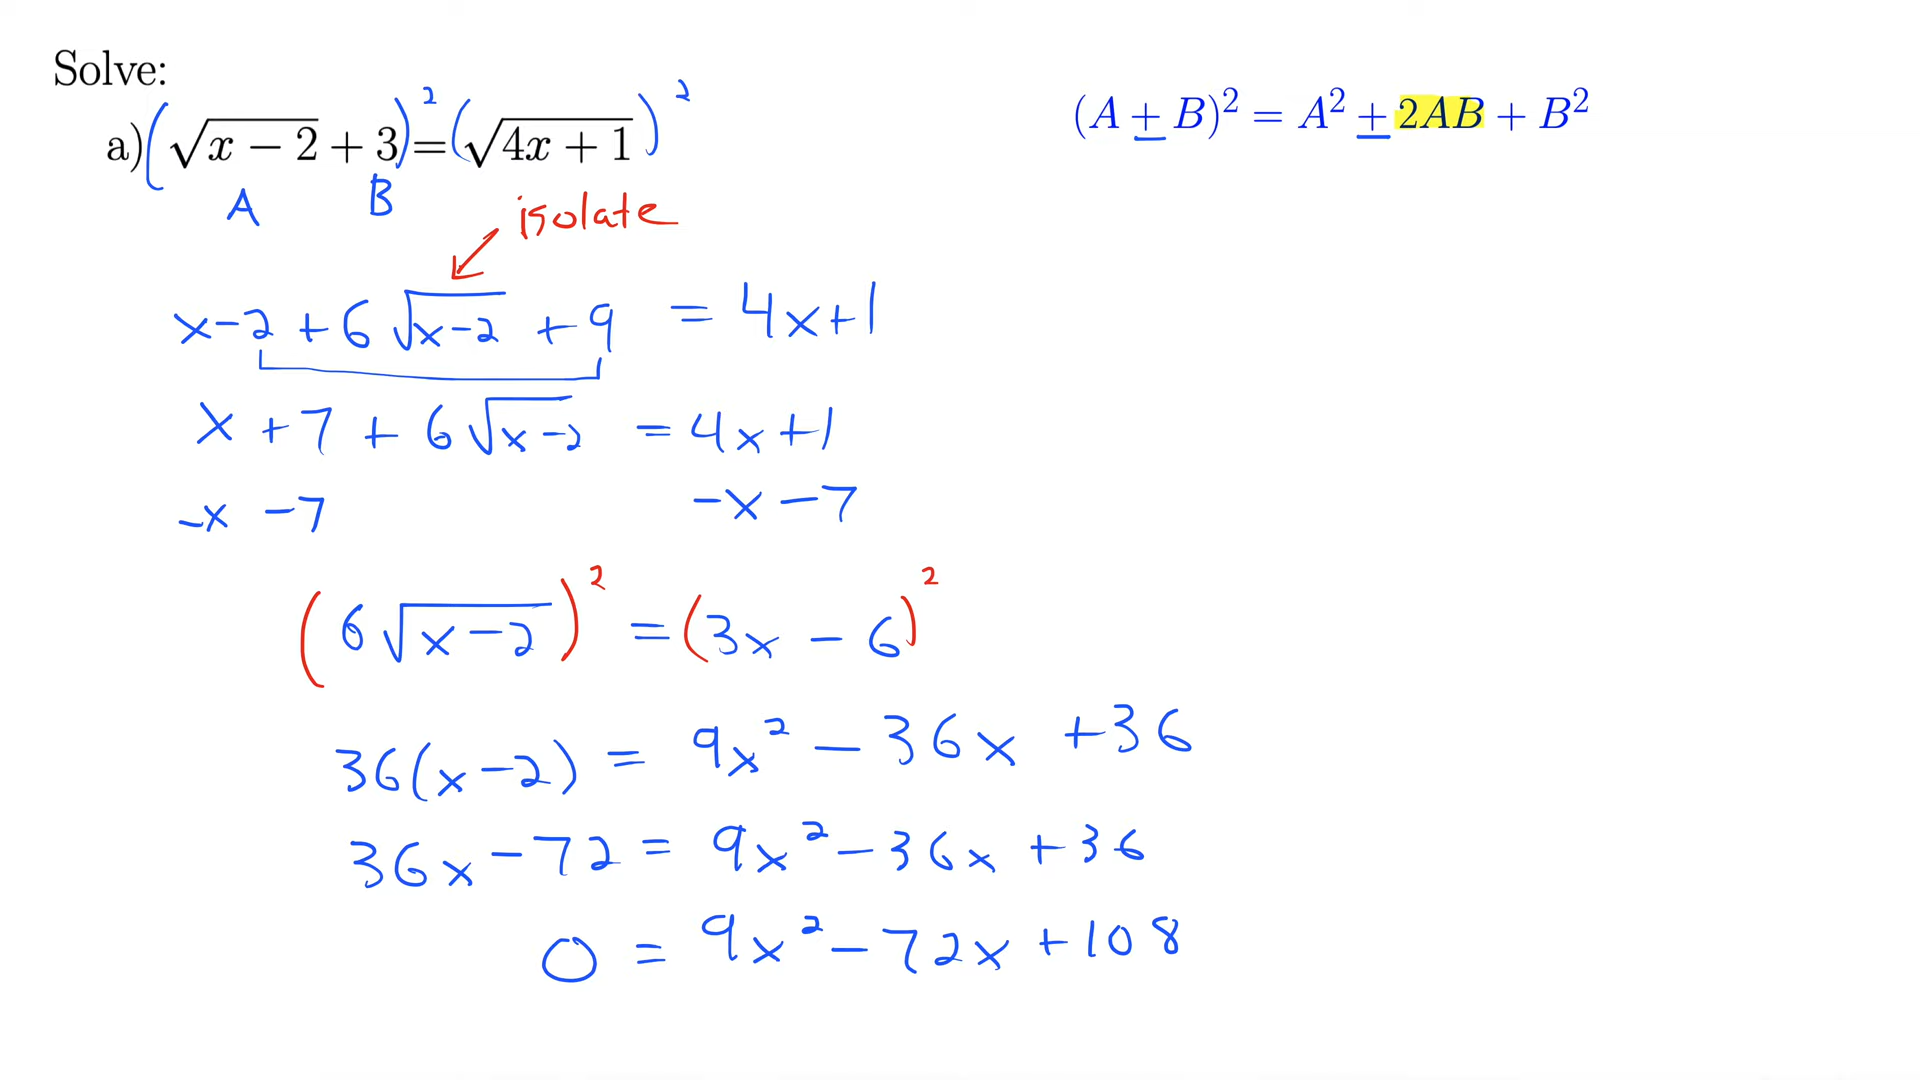 Solve:
a) (√(x − 2) + 3)² = (√(4x + 1))²
(A ± B)² = A² ± 2AB + B²
A B
isolate
x − 2 + 6√(x−2) + 9 = 4x+1
x + 7 + 6√(x−2) = 4x+1
−x −7 −x −7
(6√(x−2))² = (3x − 6)²
36(x−2) = 9x² − 36x + 36
36x − 72 = 9x² − 36x + 36
0 = 9x² − 72x + 108